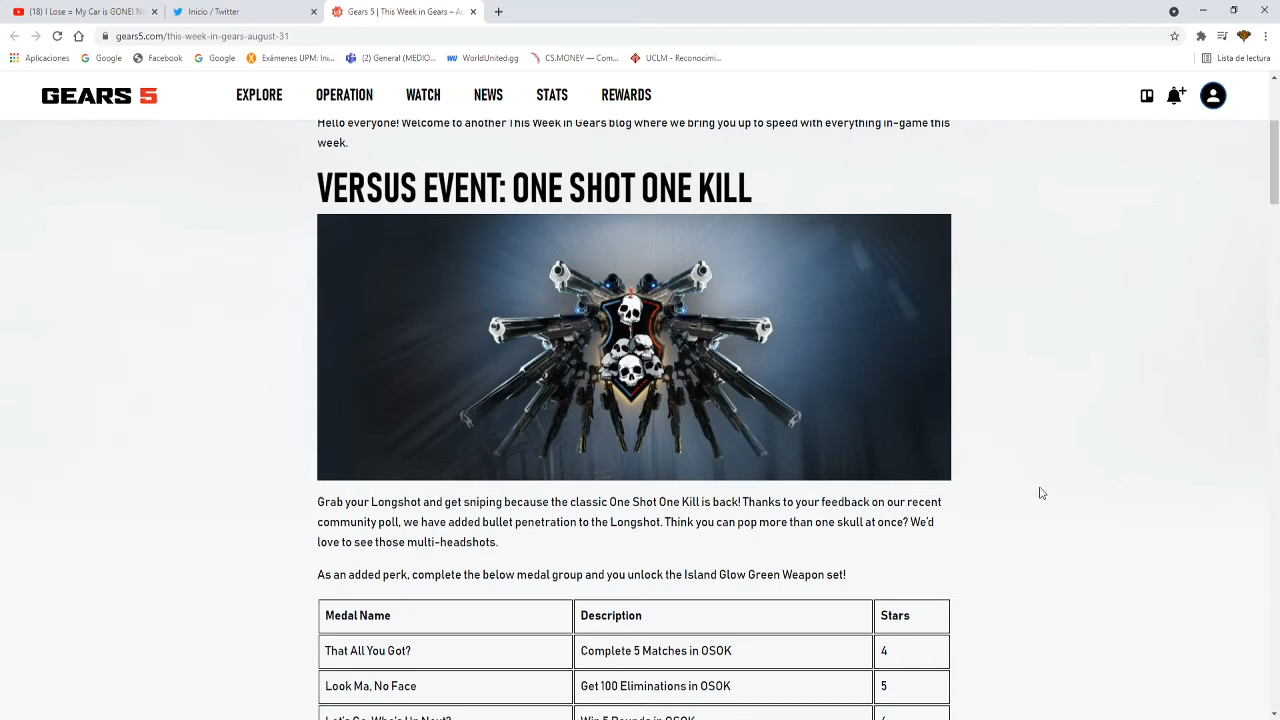 (18) I Lose = My Car is GONE! N
Inicio / Twitter
Gears 5 | This Week in Gears – A
gears5.com/this-week-in-gears-august-31
Aplicaciones
Google
Facebook
Google
Exámenes UPM: Ini...
(2) General (MEDIO...
WU WorldUnited.gg
CS.MONEY — Com...
UCLM - Reconocimi...
Lista de lectura
GEARS 5
EXPLORE
OPERATION
WATCH
NEWS
STATS
REWARDS
Hello everyone! Welcome to another This Week in Gears blog where we bring you up to speed with everything in-game this
week.
VERSUS EVENT: ONE SHOT ONE KILL
Grab your Longshot and get sniping because the classic One Shot One Kill is back! Thanks to your feedback on our recent
community poll, we have added bullet penetration to the Longshot. Think you can pop more than one skull at once? We'd
love to see those multi-headshots.
As an added perk, complete the below medal group and you unlock the Island Glow Green Weapon set!
Medal Name Description Stars
That All You Got? Complete 5 Matches in OSOK 4
Look Ma, No Face Get 100 Eliminations in OSOK 5
Let's Go, Who's Up Next? Win 5 Rounds in OSOK